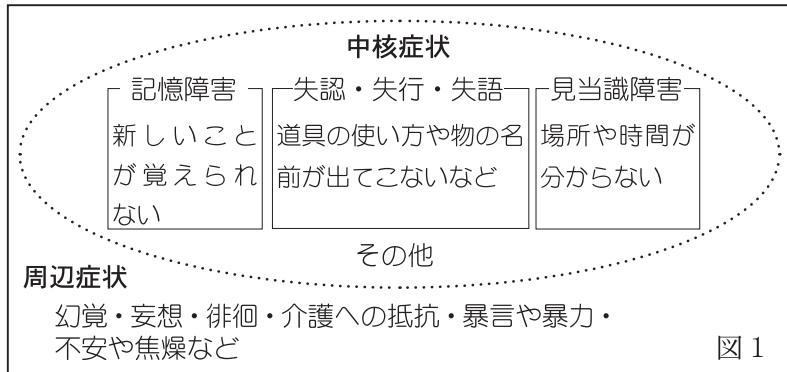 中核症状
記憶障害
新しいこと
が覚えられ
ない
失認・失行・失語
道具の使い方や物の名
前が出てこないなど
見当識障害
場所や時間が
分からない
その他
周辺症状
幻覚・妄想・徘徊・介護への抵抗・暴言や暴力・
不安や焦燥など
図1